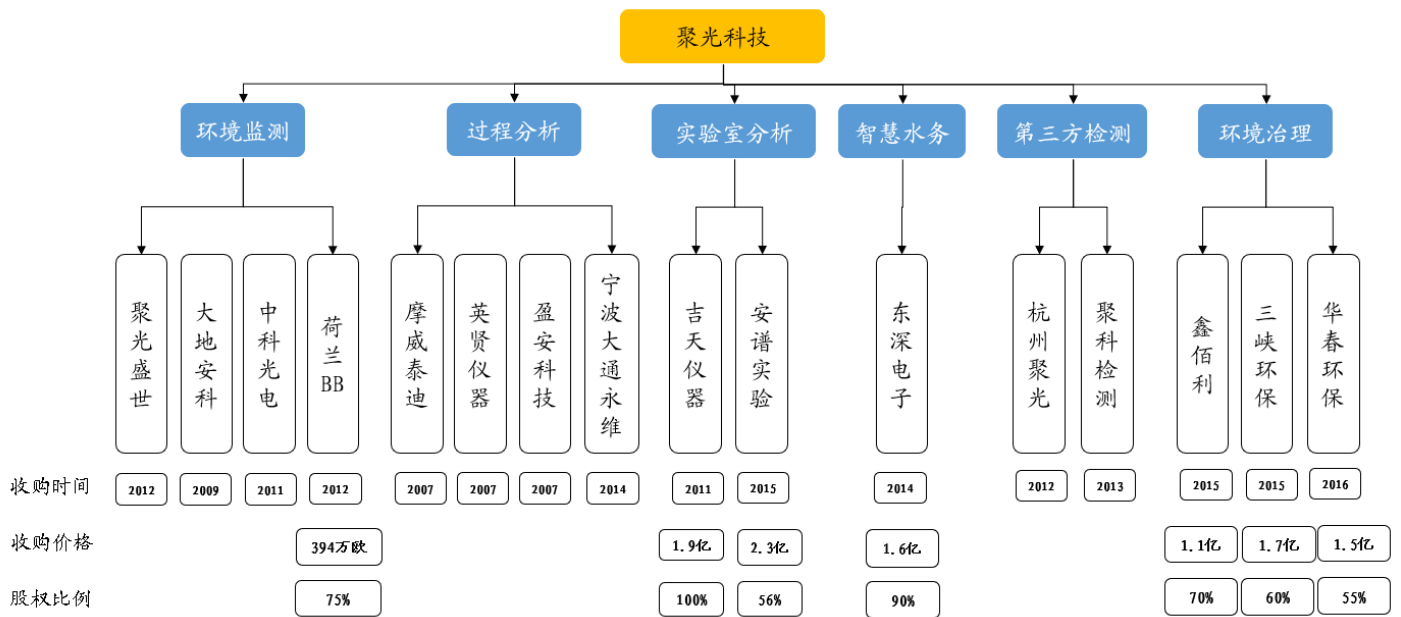 聚光科技
环境监测 过程分析 实验室分析 智慧水务 第三方检测 环境治理
聚光盛世
大地安科
中科光电
荷兰BB
摩威泰迪
英贤仪器
盈安科技
宁波大通永维
吉天仪器
安谱实验
东深电子
杭州聚光
聚科检测
鑫佰利
三峡环保
华春环保
收购时间 2012 2009 2011 2012 2007 2007 2007 2014 2011 2015 2014 2012 2013 2015 2015 2016
收购价格 394万欧 1.9亿 2.3亿 1.6亿 1.1亿 1.7亿 1.5亿
股权比例 75% 100% 56% 90% 70% 60% 55%